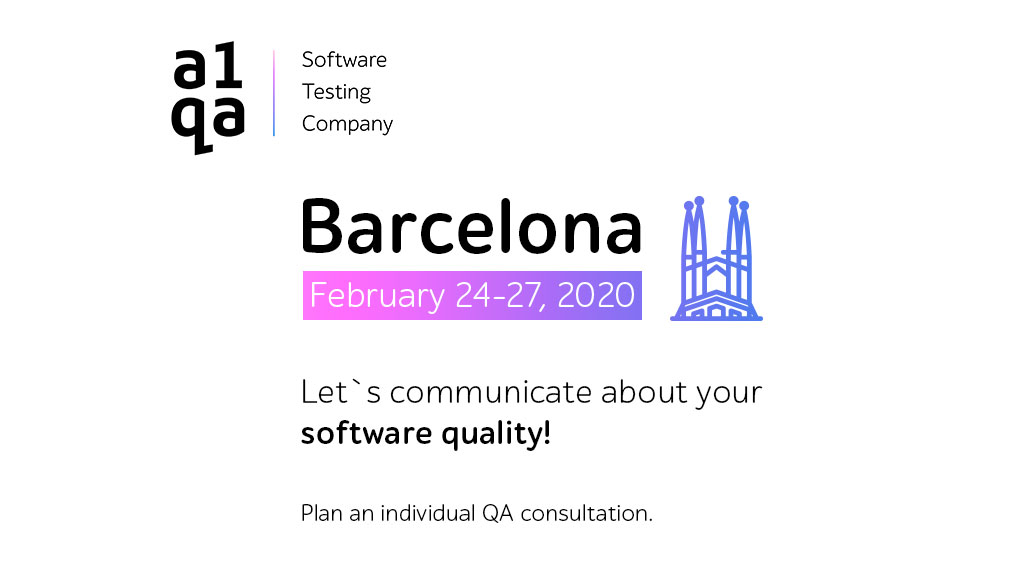 a1
qa
Software
Testing
Company
Barcelona
February 24-27, 2020
Let`s communicate about your
software quality!
Plan an individual QA consultation.